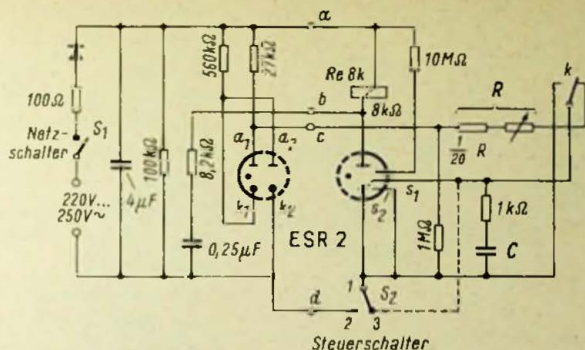 a
560kΩ
27kΩ
10MΩ
Re 8k
8kΩ
b
c
100Ω
Netz-
schalter
S1
220V...
250V~
4μF
100kΩ
8,2kΩ
0,25μF
a1
a2
k1
k2
ESR 2
s1
s2
R
1/20 R
k
1kΩ
1MΩ
C
d
1
S2
2
3
Steuerschalter